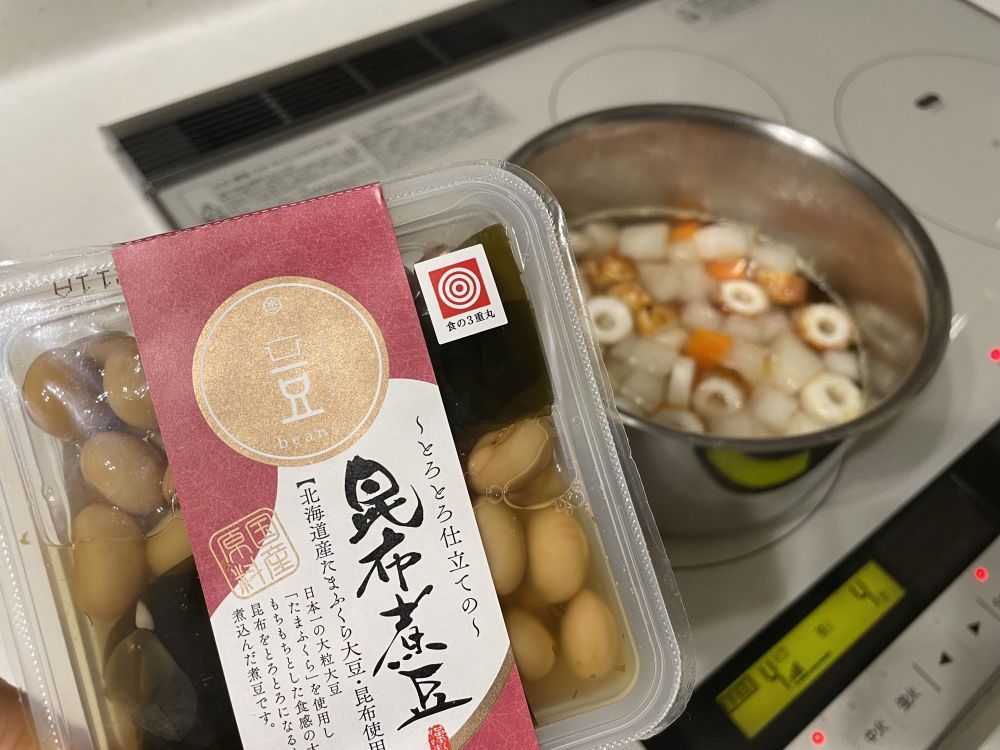 豆
beans
食の3重丸
〜とろとろ仕立ての〜
昆布煮豆
【北海道産たまふくら大豆・昆布使用
日本一の大粒大豆
「たまふくら」を使用し
もちもちとした食感の大
昆布をとろとろになる
煮込んだ煮豆です。
国産
原料
中火
強火